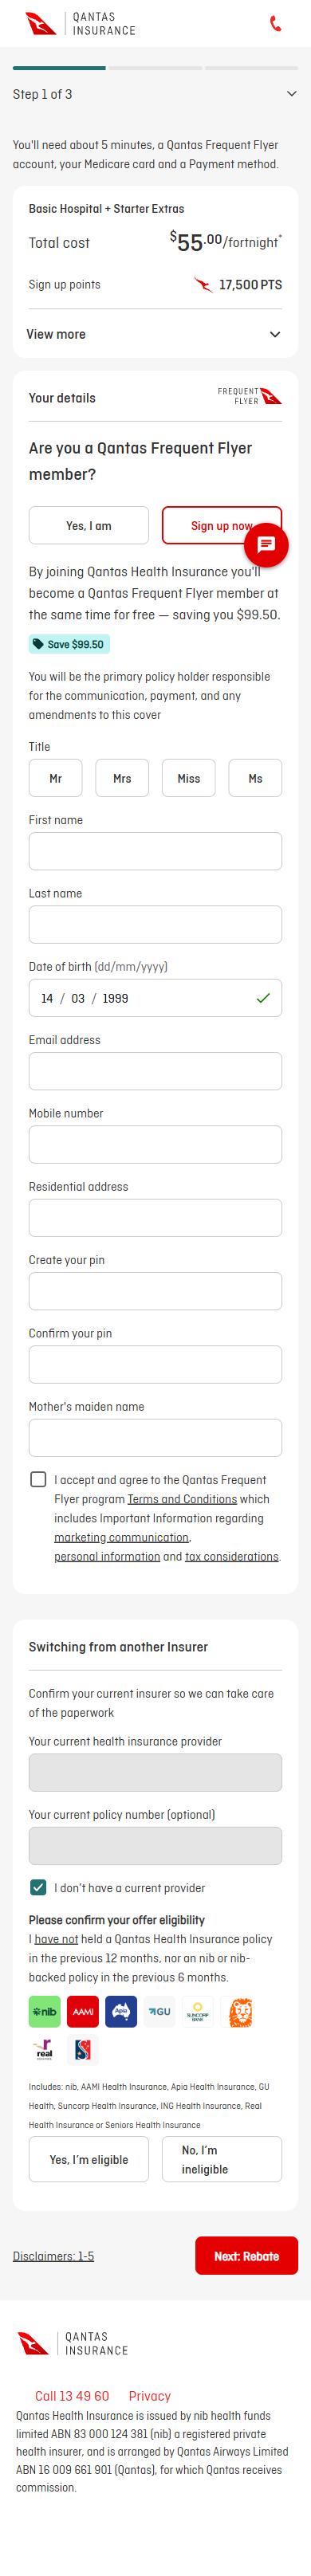 QANTAS
INSURANCE
Step 1 of 3
You'll need about 5 minutes, a Qantas Frequent Flyer
account, your Medicare card and a Payment method.
Basic Hospital + Starter Extras
Total cost $55.00/fortnight*
Sign up points 17,500 PTS
View more
Your details FREQUENT
FLYER
Are you a Qantas Frequent Flyer
member?
Yes, I am Sign up now
By joining Qantas Health Insurance you'll
become a Qantas Frequent Flyer member at
the same time for free — saving you $99.50.
Save $99.50
You will be the primary policy holder responsible
for the communication, payment, and any
amendments to this cover
Title
Mr Mrs Miss Ms
First name
Last name
Date of birth (dd/mm/yyyy)
14 / 03 / 1999
Email address
Mobile number
Residential address
Create your pin
Confirm your pin
Mother's maiden name
I accept and agree to the Qantas Frequent
Flyer program Terms and Conditions which
includes Important Information regarding
marketing communication,
personal information and tax considerations.
Switching from another Insurer
Confirm your current insurer so we can take care
of the paperwork
Your current health insurance provider
Your current policy number (optional)
I don't have a current provider
Please confirm your offer eligibility
I have not held a Qantas Health Insurance policy
in the previous 12 months, nor an nib or nib-
backed policy in the previous 6 months.
nib AAMI Apia GU SUNCORP
BANK
real
Includes: nib, AAMI Health Insurance, Apia Health Insurance, GU
Health, Suncorp Health Insurance, ING Health Insurance, Real
Health Insurance or Seniors Health Insurance
Yes, I'm eligible No, I'm
ineligible
Disclaimers: 1-5 Next: Rebate
QANTAS
INSURANCE
Call 13 49 60 Privacy
Qantas Health Insurance is issued by nib health funds
limited ABN 83 000 124 381 (nib) a registered private
health insurer, and is arranged by Qantas Airways Limited
ABN 16 009 661 901 (Qantas), for which Qantas receives
commission.